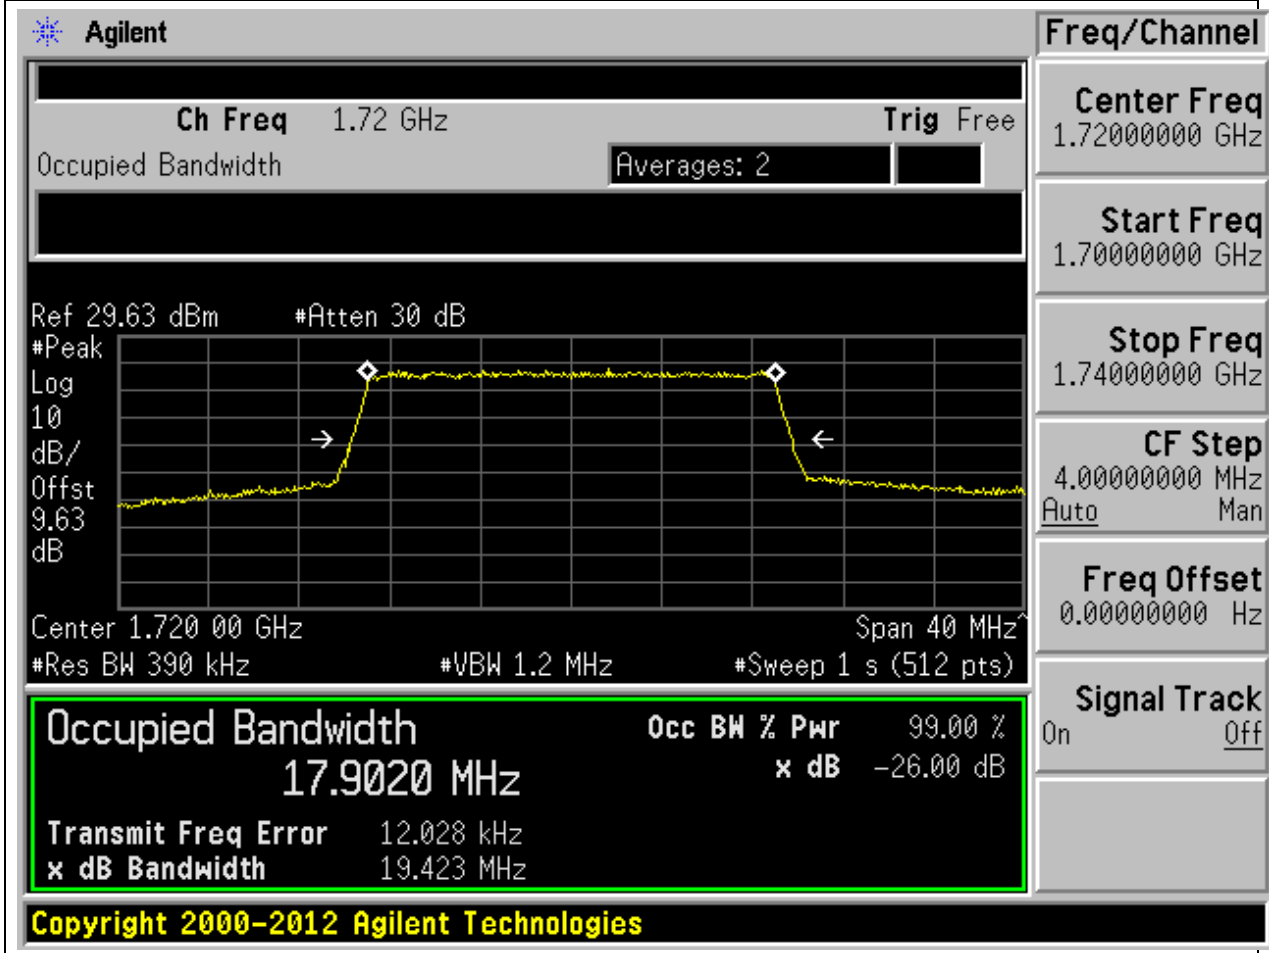 Agilent
Freq/Channel
Ch Freq 1.72 GHz Trig Free
Occupied Bandwidth Averages: 2
Center Freq
1.72000000 GHz
Start Freq
1.70000000 GHz
Stop Freq
1.74000000 GHz
CF Step
4.00000000 MHz
Auto Man
Freq Offset
0.00000000 Hz
Signal Track
On Off
Ref 29.63 dBm #Atten 30 dB
#Peak
Log
10
dB/
Offst
9.63
dB
Center 1.720 00 GHz Span 40 MHz^
#Res BW 390 kHz #VBW 1.2 MHz #Sweep 1 s (512 pts)
Occupied Bandwidth Occ BW % Pwr 99.00 %
17.9020 MHz x dB -26.00 dB
Transmit Freq Error 12.028 kHz
x dB Bandwidth 19.423 MHz
Copyright 2000-2012 Agilent Technologies